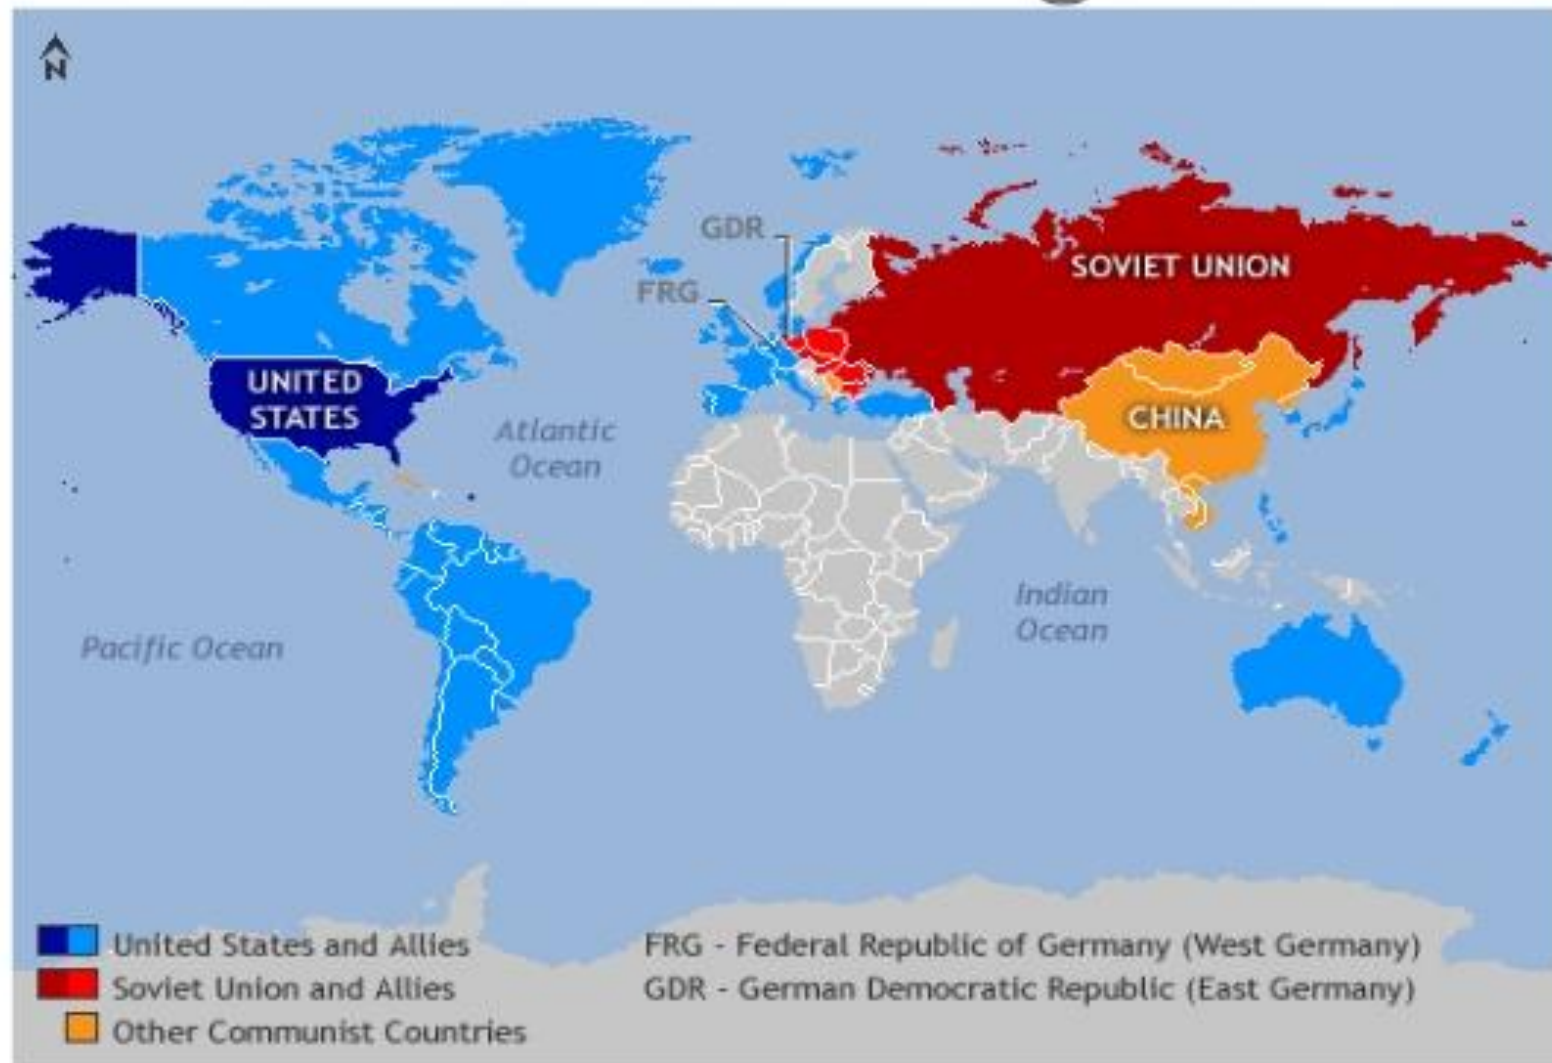 N
GDR
SOVIET UNION
FRG
UNITED
STATES
CHINA
Atlantic
Ocean
Indian
Ocean
Pacific Ocean
United States and Allies
FRG - Federal Republic of Germany (West Germany)
Soviet Union and Allies
GDR - German Democratic Republic (East Germany)
Other Communist Countries